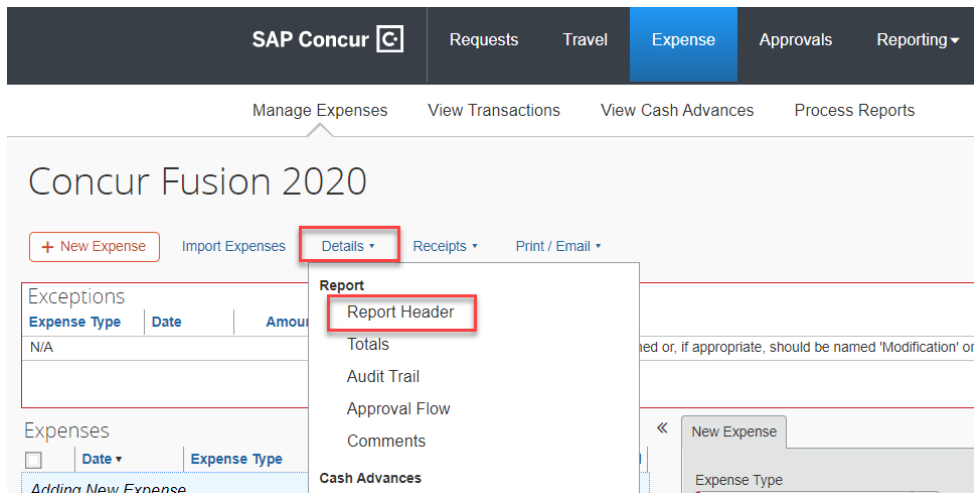 SAP Concur C Requests Travel Expense Approvals Reporting
Manage Expenses View Transactions View Cash Advances Process Reports
Concur Fusion 2020
+ New Expense Import Expenses Details Receipts Print / Email
Report
Exceptions
Report Header
Expense Type Date
Totals
N/A or, if appropriate, should be named 'Modification' or
Audit Trail
Approval Flow
Expenses
Comments
« New Expense
Date Expense Type
Cash Advances
Expense Type
Adding New Expense